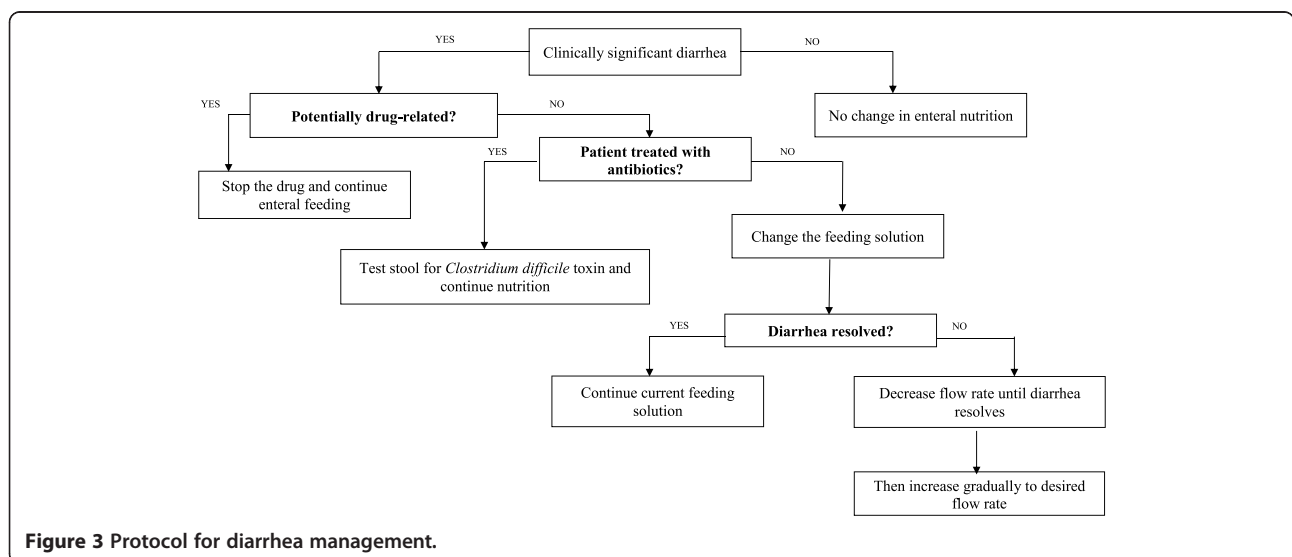 YES
Clinically significant diarrhea
NO
YES
Potentially drug-related?
NO
No change in enteral nutrition
YES
Patient treated with
antibiotics?
NO
Stop the drug and continue
enteral feeding
Change the feeding solution
Test stool for Clostridium difficile toxin and
continue nutrition
YES
Diarrhea resolved?
NO
Continue current feeding
solution
Decrease flow rate until diarrhea
resolves
Then increase gradually to desired
flow rate
Figure 3 Protocol for diarrhea management.